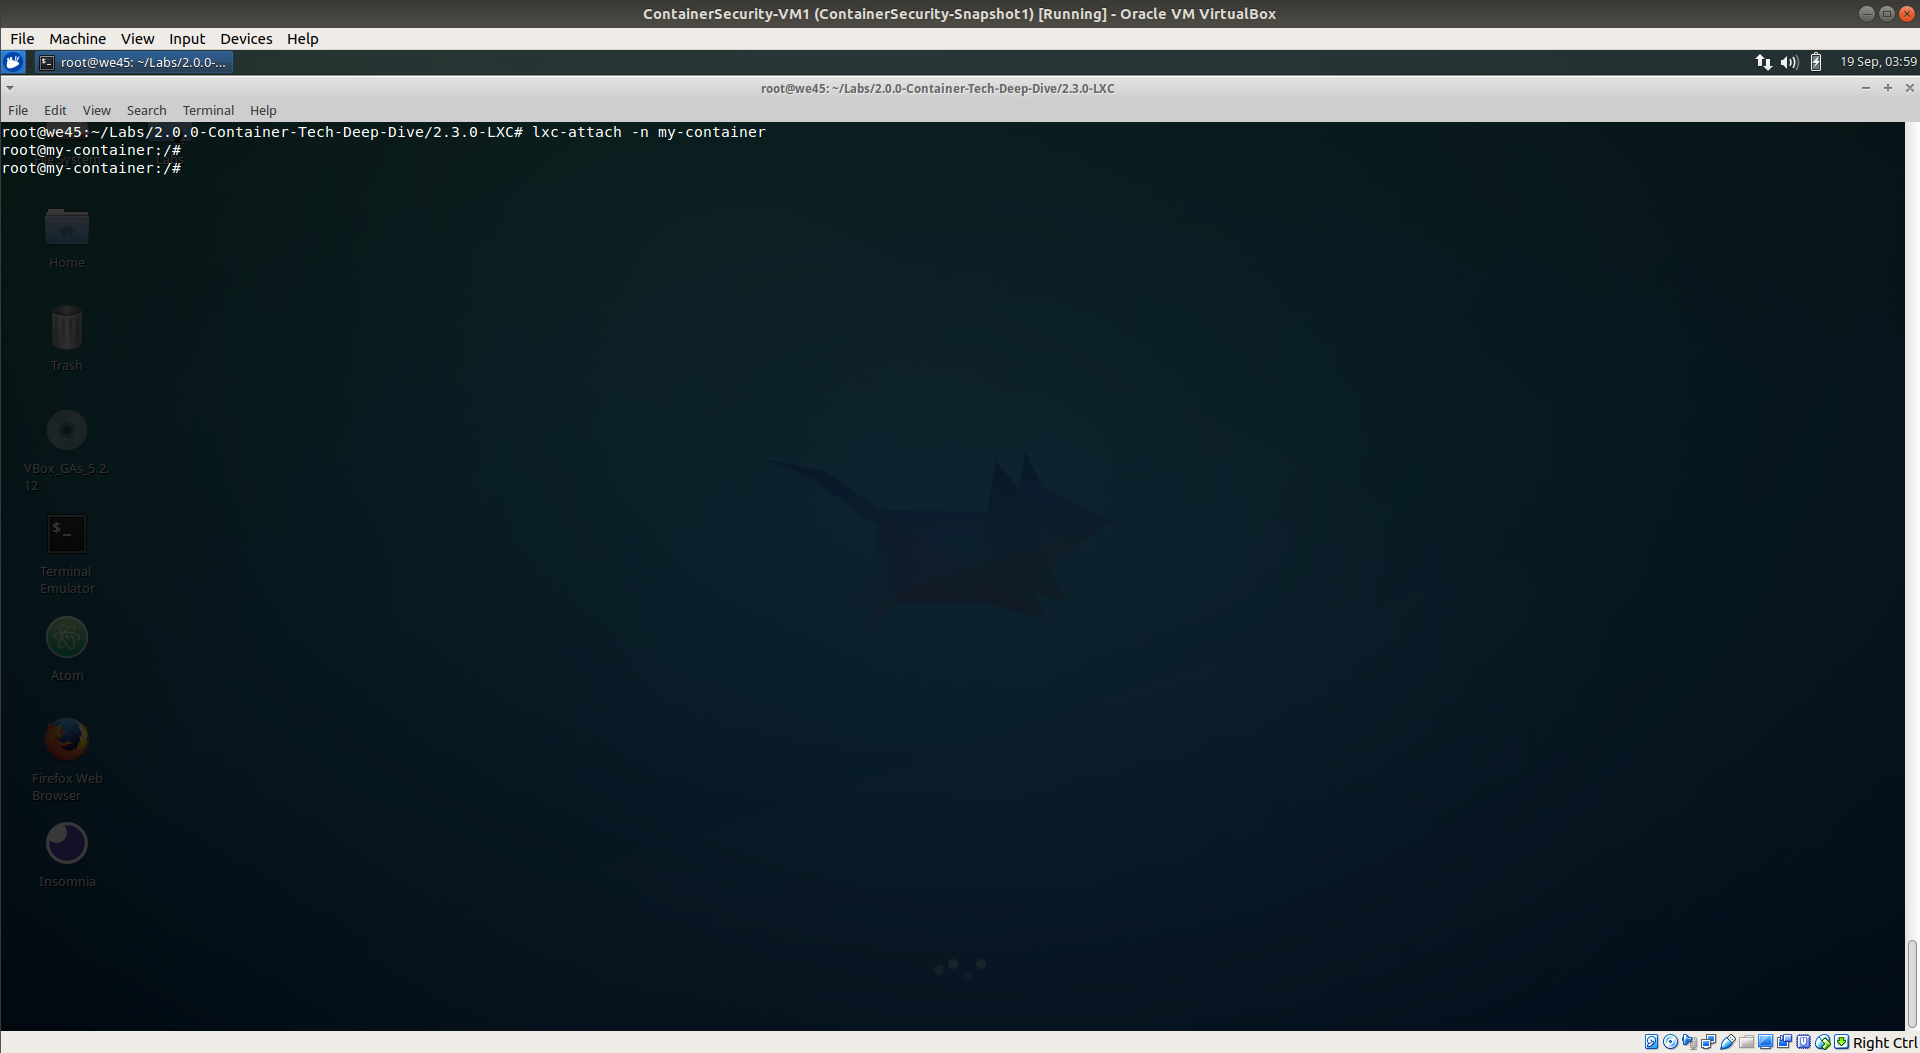 ContainerSecurity-VM1 (ContainerSecurity-Snapshot1) [Running] - Oracle VM VirtualBox
File Machine View Input Devices Help
root@we45: ~/Labs/2.0.0-...
19 Sep, 03:59
root@we45: ~/Labs/2.0.0-Container-Tech-Deep-Dive/2.3.0-LXC
File Edit View Search Terminal Help
root@we45:~/Labs/2.0.0-Container-Tech-Deep-Dive/2.3.0-LXC# lxc-attach -n my-container
root@my-container:/#
root@my-container:/#
Home
Trash
VBox_GAs_5.2.
12
$_
Terminal
Emulator
Atom
Firefox Web
Browser
Insomnia
Right Ctrl